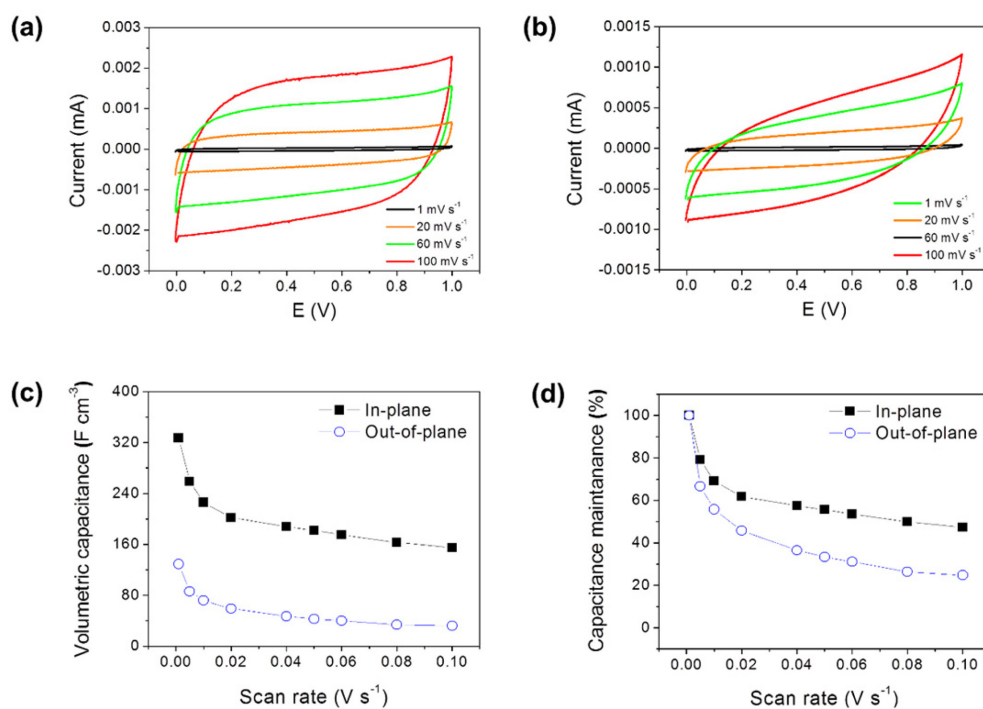 (a)
0.003
0.002
0.001
0.000
-0.001
-0.002
-0.003
Current (mA)
1 mV s⁻¹
20 mV s⁻¹
60 mV s⁻¹
100 mV s⁻¹
0.0 0.2 0.4 0.6 0.8 1.0
E (V)
(b)
0.0015
0.0010
0.0005
0.0000
-0.0005
-0.0010
-0.0015
Current (mA)
1 mV s⁻¹
20 mV s⁻¹
60 mV s⁻¹
100 mV s⁻¹
0.0 0.2 0.4 0.6 0.8 1.0
E (V)
(c)
400
320
240
160
80
0
Volumetric capacitance (F cm⁻³)
In-plane
Out-of-plane
0.00 0.02 0.04 0.06 0.08 0.10
Scan rate (V s⁻¹)
(d)
100
80
60
40
20
0
Capacitance maintanance (%)
In-plane
Out-of-plane
0.00 0.02 0.04 0.06 0.08 0.10
Scan rate (V s⁻¹)